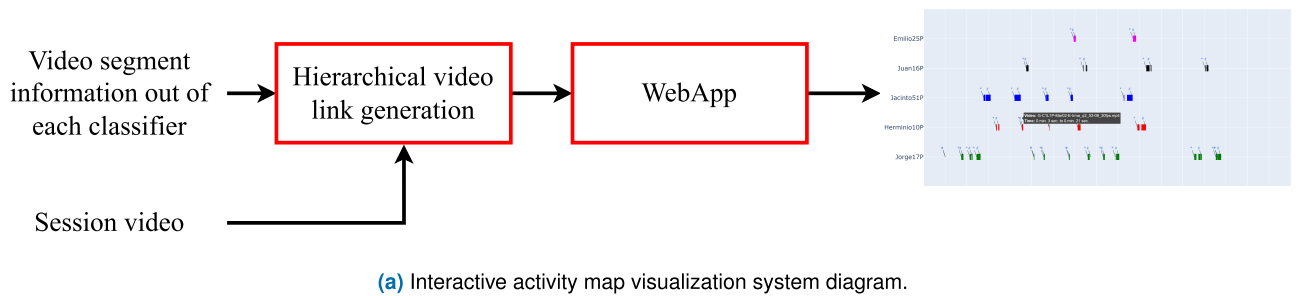 Video segment
information out of
each classifier
Hierarchical video
link generation
WebApp
Session video
Emilio25P
Juan16P
Jacinto51P
Herminio10P
Jorge17P
(a) Interactive activity map visualization system diagram.